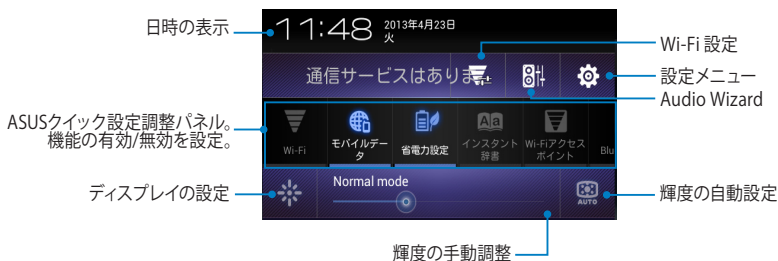 日時の表示
11:48 2013年4月23日
火
Wi-Fi 設定
通信サービスはありま
設定メニュー
Audio Wizard
ASUSクイック設定調整パネル。
機能の有効/無効を設定。
Wi-Fi
モバイルデー
タ
省電力設定
インスタント
辞書
Wi-Fiアクセス
ポイント
Blu
ディスプレイの設定
Normal mode
AUTO
輝度の自動設定
輝度の手動調整